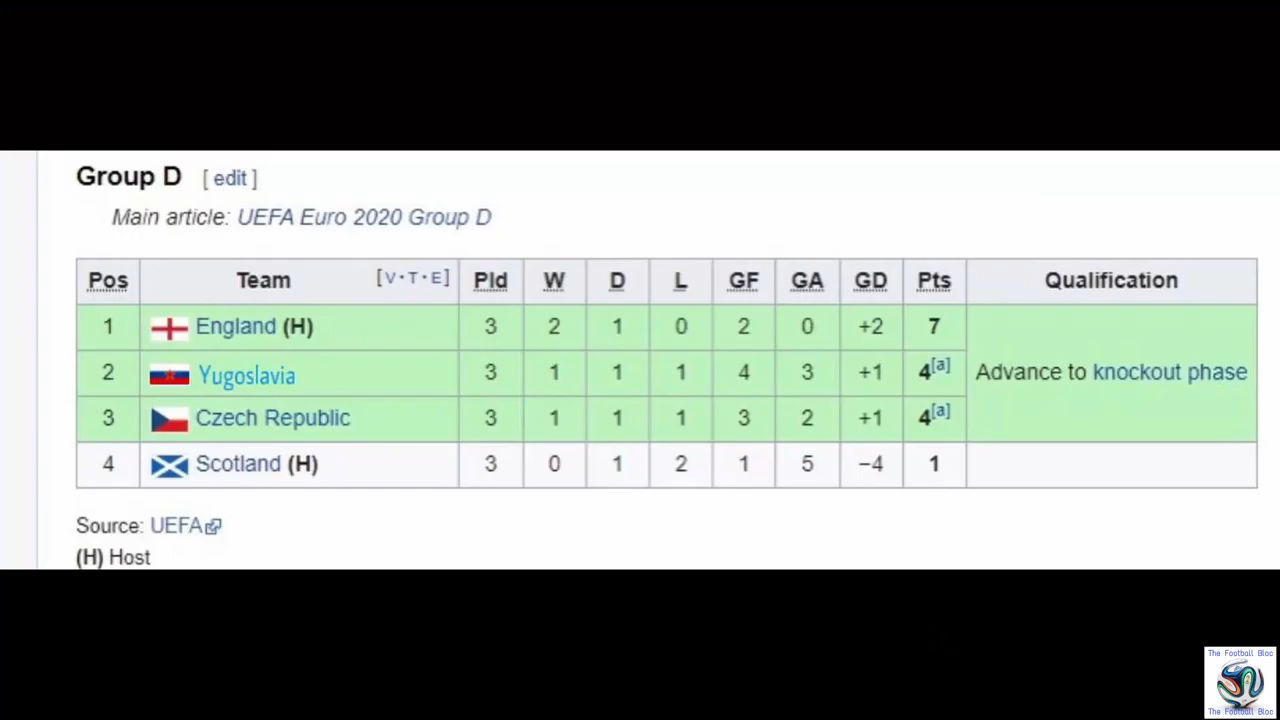 Group D [ edit ]
Main article: UEFA Euro 2020 Group D
Pos Team [V·T·E] Pld W D L GF GA GD Pts Qualification
1 England (H) 3 2 1 0 2 0 +2 7
2 Yugoslavia 3 1 1 1 4 3 +1 4[a] Advance to knockout phase
3 Czech Republic 3 1 1 1 3 2 +1 4[a]
4 Scotland (H) 3 0 1 2 1 5 −4 1
Source: UEFA
(H) Host
The Football Bloc
The Football Bloc